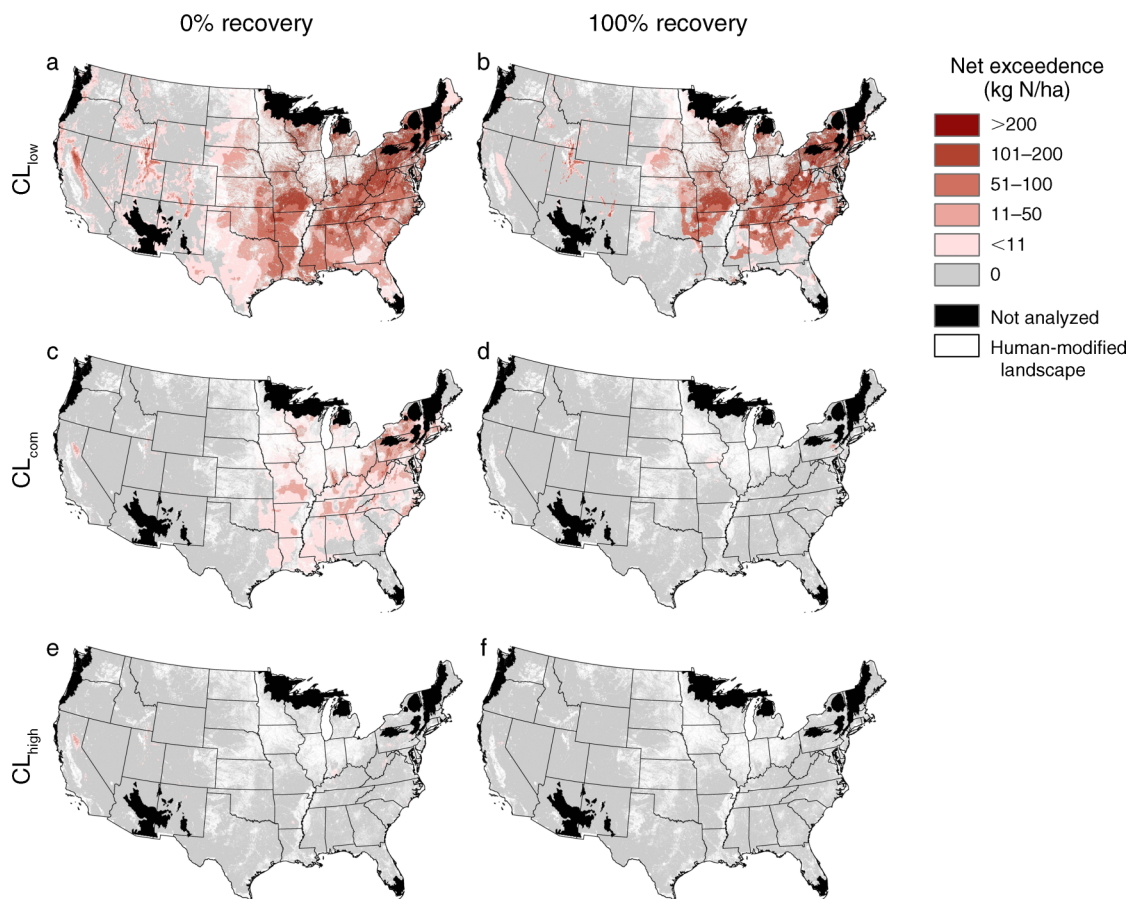 0% recovery
100% recovery
a
b
Net exceedence
(kg N/ha)
>200
101–200
51–100
11–50
<11
0
Not analyzed
Human-modified
landscape
CLlow
c
d
CLcom
e
f
CLhigh